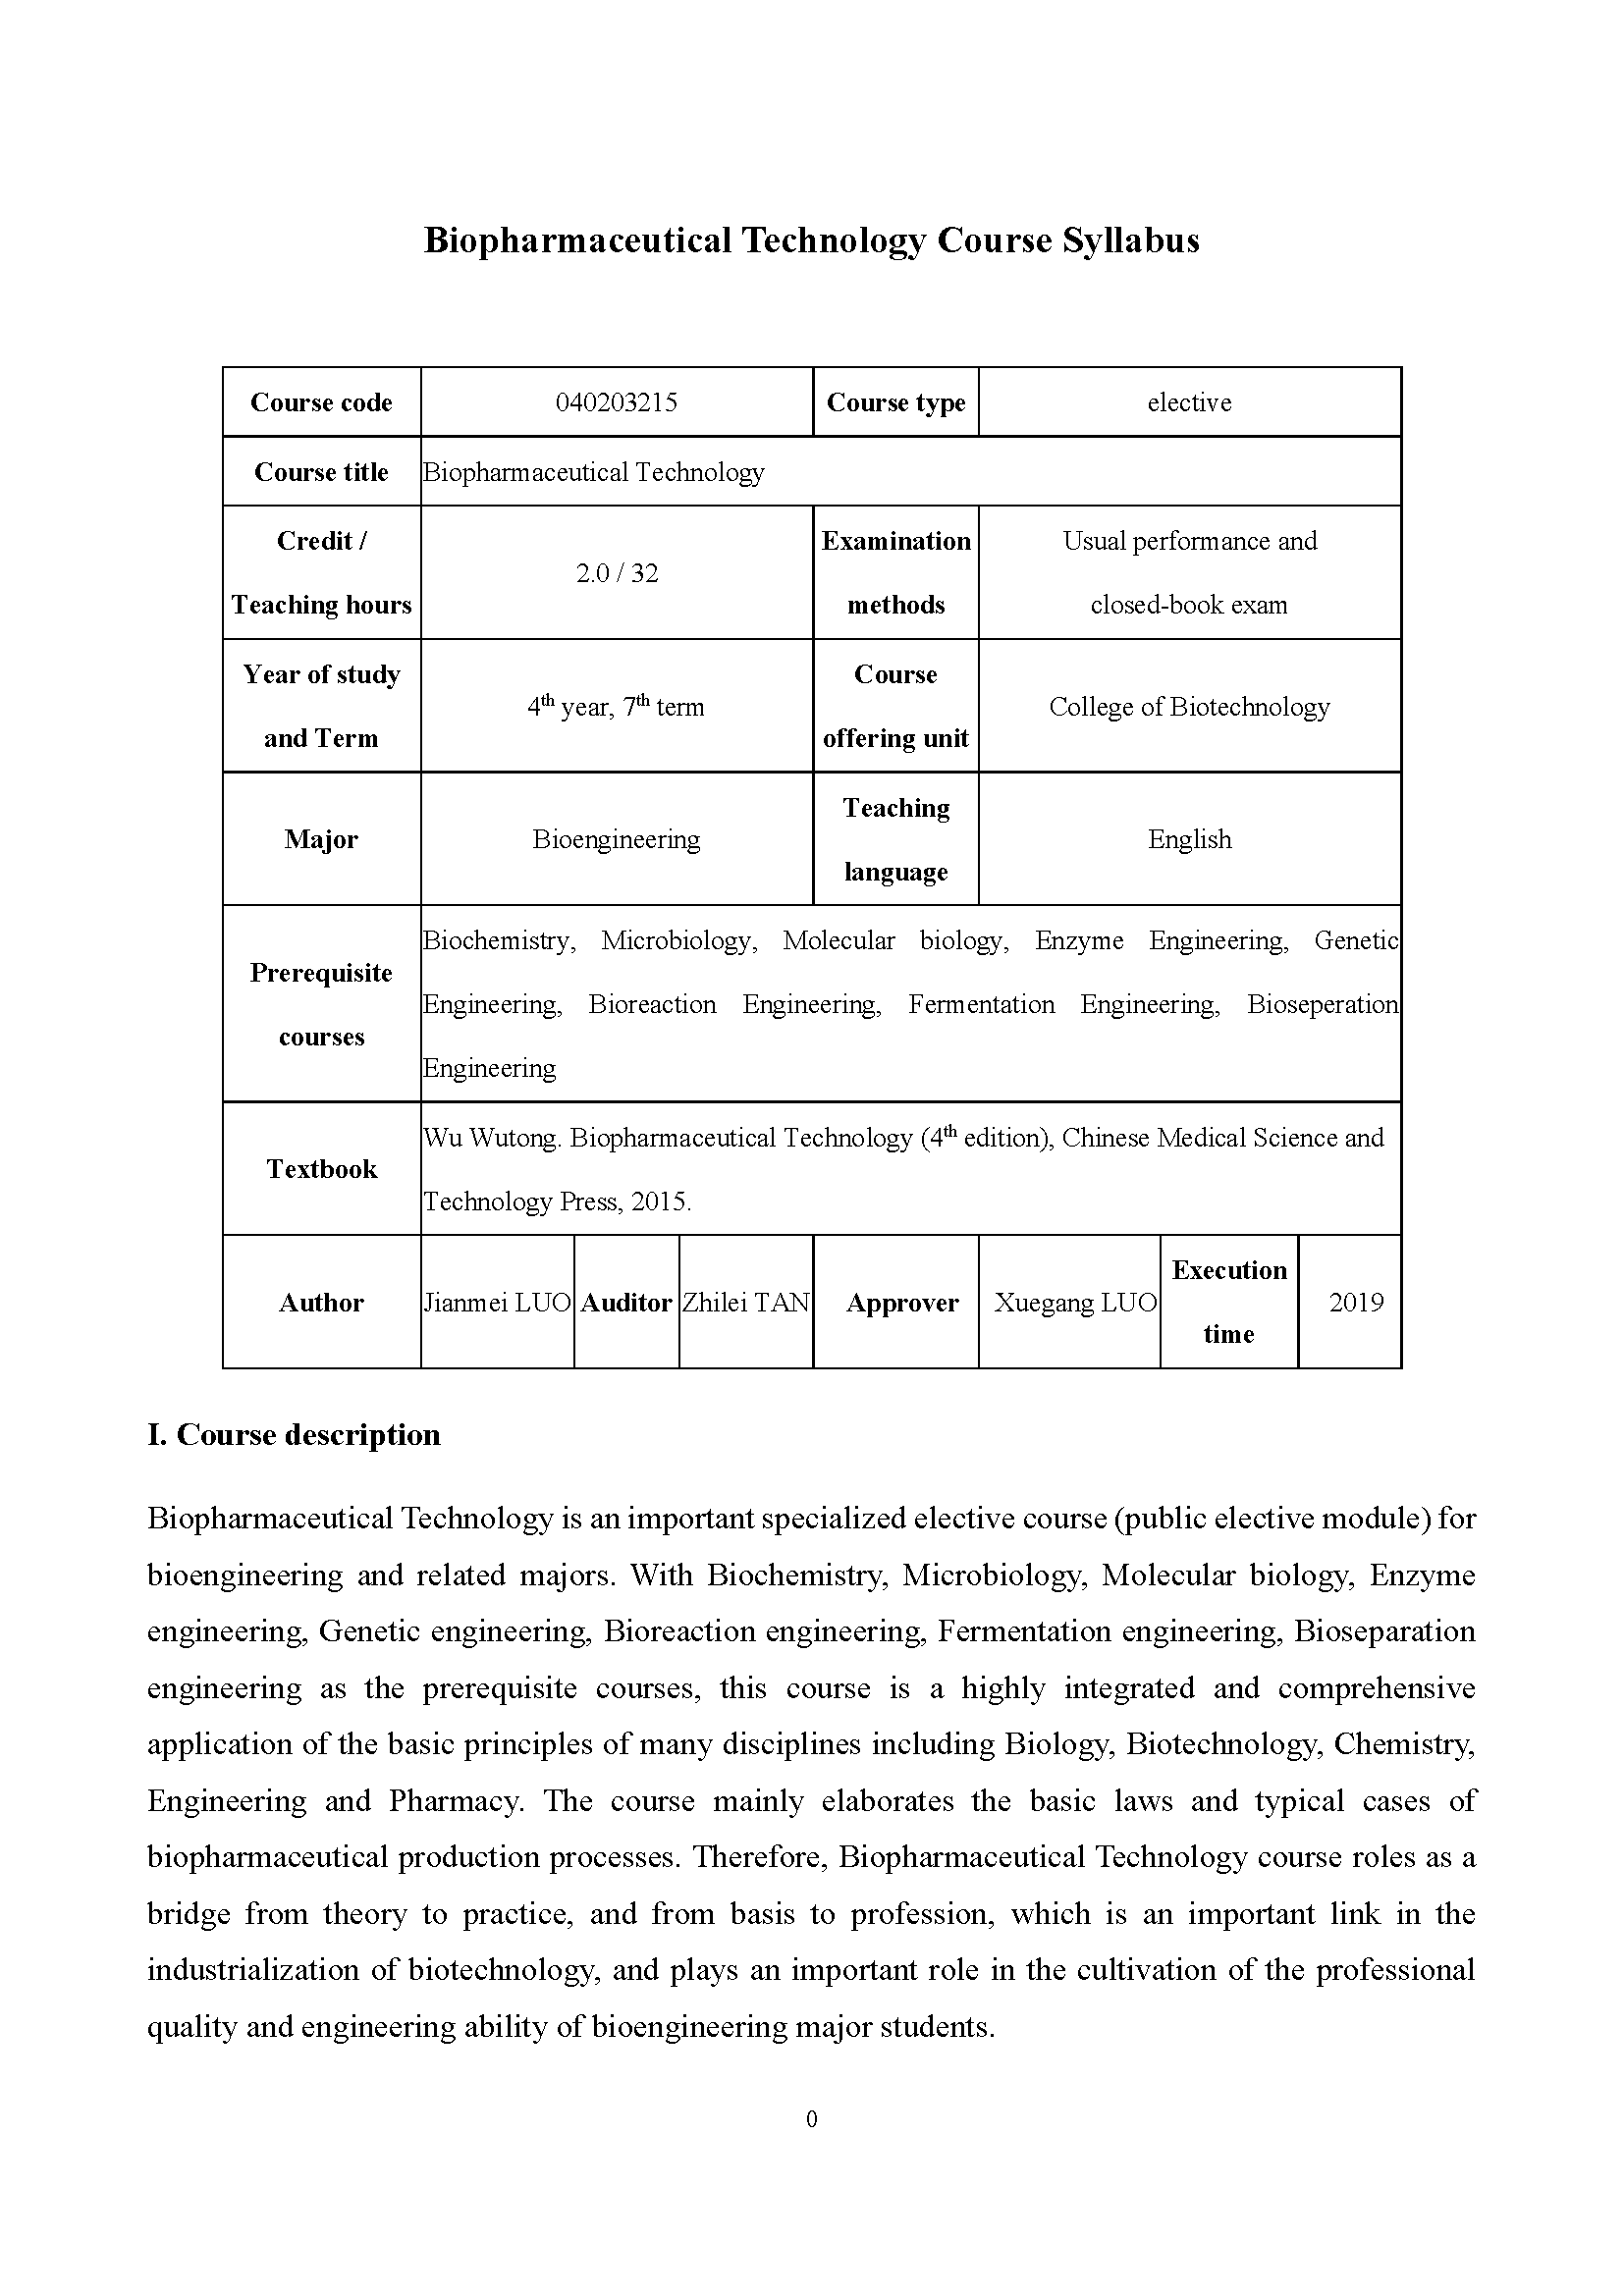 Biopharmaceutical Technology Course Syllabus
Course code 040203215 Course type elective
Course title Biopharmaceutical Technology
Credit / Teaching hours 2.0 / 32 Examination methods Usual performance and closed-book exam
Year of study and Term 4th year, 7th term Course offering unit College of Biotechnology
Major Bioengineering Teaching language English
Prerequisite courses Biochemistry, Microbiology, Molecular biology, Enzyme Engineering, Genetic
Engineering, Bioreaction Engineering, Fermentation Engineering, Bioseperation
Engineering
Textbook Wu Wutong. Biopharmaceutical Technology (4th edition), Chinese Medical Science and
Technology Press, 2015.
Author Jianmei LUO Auditor Zhilei TAN Approver Xuegang LUO Execution time 2019
I. Course description
Biopharmaceutical Technology is an important specialized elective course (public elective module) for
bioengineering and related majors. With Biochemistry, Microbiology, Molecular biology, Enzyme
engineering, Genetic engineering, Bioreaction engineering, Fermentation engineering, Bioseparation
engineering as the prerequisite courses, this course is a highly integrated and comprehensive
application of the basic principles of many disciplines including Biology, Biotechnology, Chemistry,
Engineering and Pharmacy. The course mainly elaborates the basic laws and typical cases of
biopharmaceutical production processes. Therefore, Biopharmaceutical Technology course roles as a
bridge from theory to practice, and from basis to profession, which is an important link in the
industrialization of biotechnology, and plays an important role in the cultivation of the professional
quality and engineering ability of bioengineering major students.
0